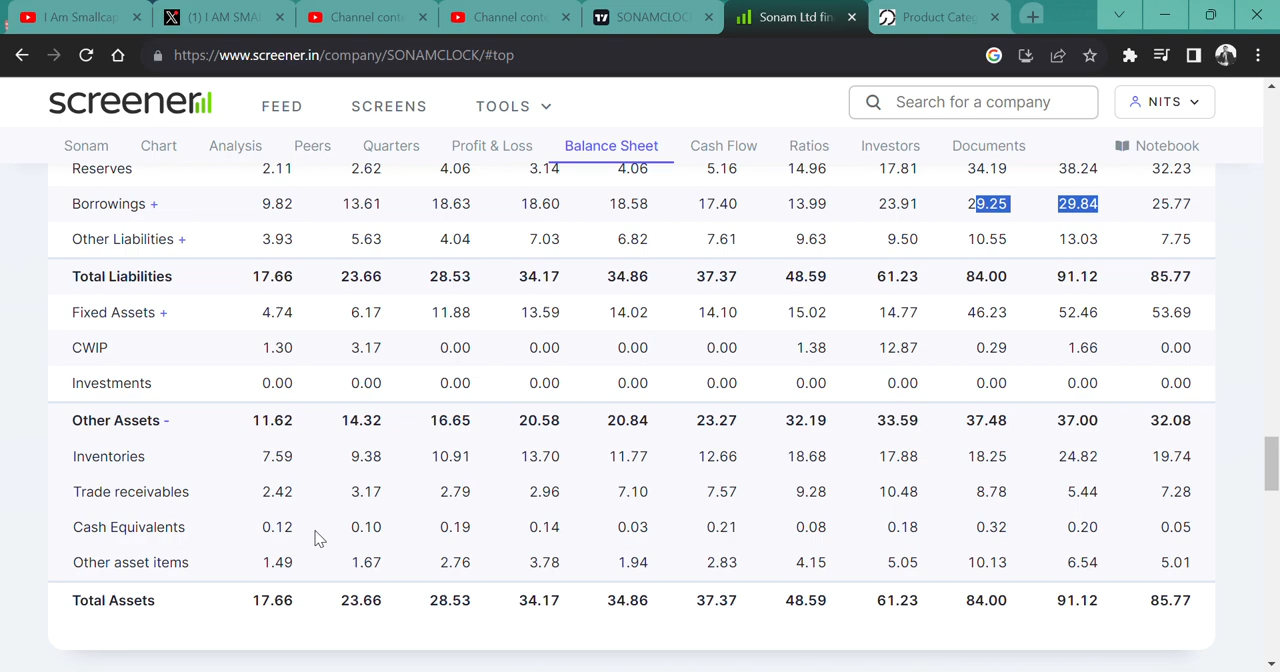 I Am Smallcap
(1) I AM SMAL
Channel cont
Channel cont
SONAMCLOC
Sonam Ltd fin
Product Categ
https://www.screener.in/company/SONAMCLOCK/#top
screener
FEED
SCREENS
TOOLS
Search for a company
NITS
Sonam
Chart
Analysis
Peers
Quarters
Profit & Loss
Balance Sheet
Cash Flow
Ratios
Investors
Documents
Notebook
Reserves 2.11 2.62 4.06 3.14 4.06 5.16 14.96 17.81 34.19 38.24 32.23
Borrowings + 9.82 13.61 18.63 18.60 18.58 17.40 13.99 23.91 29.25 29.84 25.77
Other Liabilities + 3.93 5.63 4.04 7.03 6.82 7.61 9.63 9.50 10.55 13.03 7.75
Total Liabilities 17.66 23.66 28.53 34.17 34.86 37.37 48.59 61.23 84.00 91.12 85.77
Fixed Assets + 4.74 6.17 11.88 13.59 14.02 14.10 15.02 14.77 46.23 52.46 53.69
CWIP 1.30 3.17 0.00 0.00 0.00 0.00 1.38 12.87 0.29 1.66 0.00
Investments 0.00 0.00 0.00 0.00 0.00 0.00 0.00 0.00 0.00 0.00 0.00
Other Assets - 11.62 14.32 16.65 20.58 20.84 23.27 32.19 33.59 37.48 37.00 32.08
Inventories 7.59 9.38 10.91 13.70 11.77 12.66 18.68 17.88 18.25 24.82 19.74
Trade receivables 2.42 3.17 2.79 2.96 7.10 7.57 9.28 10.48 8.78 5.44 7.28
Cash Equivalents 0.12 0.10 0.19 0.14 0.03 0.21 0.08 0.18 0.32 0.20 0.05
Other asset items 1.49 1.67 2.76 3.78 1.94 2.83 4.15 5.05 10.13 6.54 5.01
Total Assets 17.66 23.66 28.53 34.17 34.86 37.37 48.59 61.23 84.00 91.12 85.77